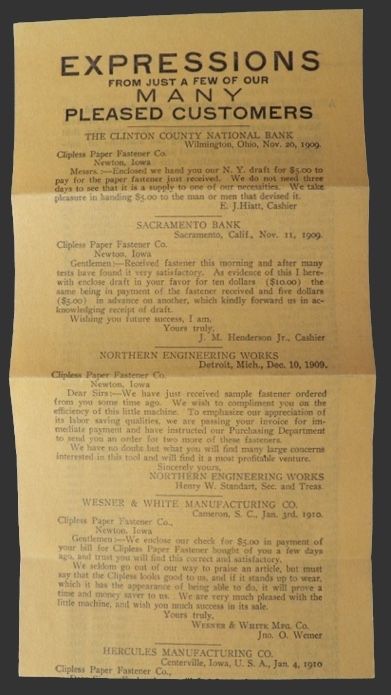 EXPRESSIONS
FROM JUST A FEW OF OUR
MANY
PLEASED CUSTOMERS
THE CLINTON COUNTY NATIONAL BANK
Wilmington, Ohio, Nov. 20, 1909.
Clipless Paper Fastener Co.
Newton, Iowa
Messrs.:—Enclosed we hand you our N. Y. draft for $5.00 to
pay for the paper fastener just received. We do not need three
days to see that it is a supply to one of our necessities. We take
pleasure in handing $5.00 to the man or men that devised it.
E. J. Hiatt, Cashier
SACRAMENTO BANK
Sacramento, Calif., Nov. 11, 1909.
Clipless Paper Fastener Co.
Newton, Iowa
Gentlemen:—Received fastener this morning and after many
tests have found it very satisfactory. As evidence of this I here-
with enclose draft in your favor for ten dollars ($10.00) the
same being in payment of the fastener received and five dollars
($5.00) in advance on another, which kindly forward us in ac-
knowledging receipt of draft.
Wishing you future success, I am,
Yours truly,
J. M. Henderson Jr., Cashier
NORTHERN ENGINEERING WORKS
Detroit, Mich., Dec. 10, 1909.
Clipless Paper Fastener Co.
Newton, Iowa
Dear Sirs:—We have just received sample fastener ordered
from you some time ago. We wish to compliment you on the
efficiency of this little machine. To emphasize our appreciation of
its labor saving qualities, we are passing your invoice for im-
mediate payment and have instructed our Purchasing Department
to send you an order for two more of these fasteners.
We have no doubt but what you will find many large concerns
interested in this tool and will find it a most profitable venture.
Sincerely yours,
NORTHERN ENGINEERING WORKS
Henry W. Standart, Sec. and Treas.
WESNER & WHITE MANUFACTURING CO.
Cameron, S. C., Jan. 3rd, 1910.
Clipless Paper Fastener Co.,
Newton, Iowa
Gentlemen:—We enclose our check for $5.00 in payment of
your bill for Clipless Paper Fastener bought of you a few days
ago, and trust you will find this correct and satisfactory.
We seldom go out of our way to praise an article, but must
say that the Clipless looks good to us, and if it stands up to wear,
which it has the appearance of being able to do, it will prove a
time and money saver to us. We are very much pleased with the
little machine, and wish you much success in its sale.
Yours truly,
WESNER & WHITE MFG. CO.
Jno. O. Wesner
HERCULES MANUFACTURING CO.
Centerville, Iowa, U. S. A., Jan. 4, 1910
Clipless Paper Fastener Co.,